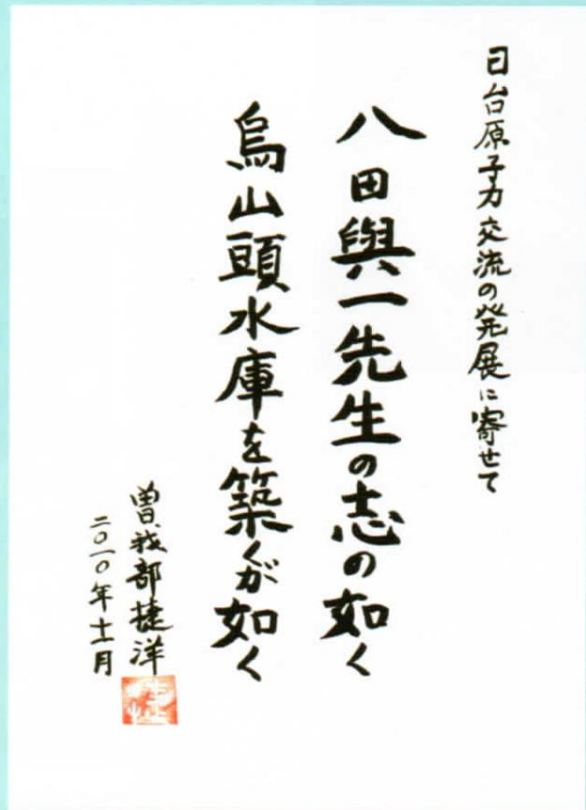 日台原子力交流の発展に寄せて
八田與一先生の志の如く
烏山頭水庫を築くが如く
曽我部捷洋
二〇一〇年十一月